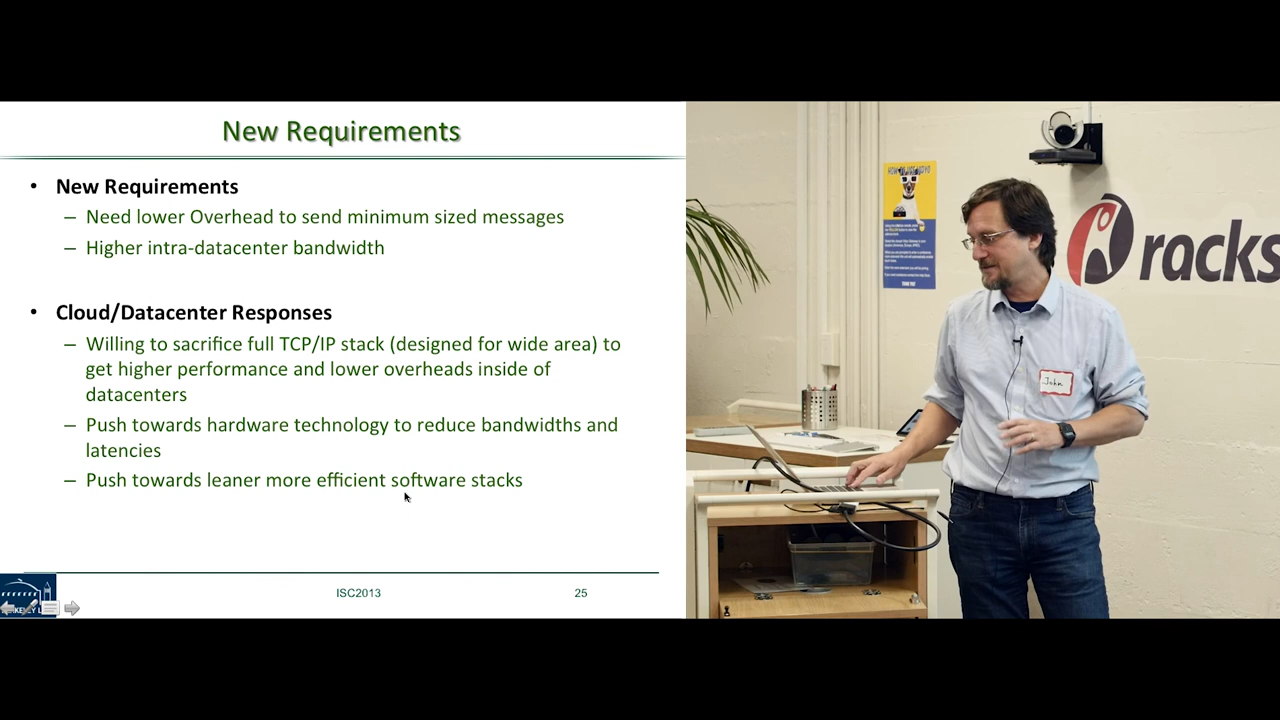 New Requirements
• New Requirements
– Need lower Overhead to send minimum sized messages
– Higher intra-datacenter bandwidth
• Cloud/Datacenter Responses
– Willing to sacrifice full TCP/IP stack (designed for wide area) to
get higher performance and lower overheads inside of
datacenters
– Push towards hardware technology to reduce bandwidths and
latencies
– Push towards leaner more efficient software stacks
ISC2013
25
racks
John
THANK YOU!